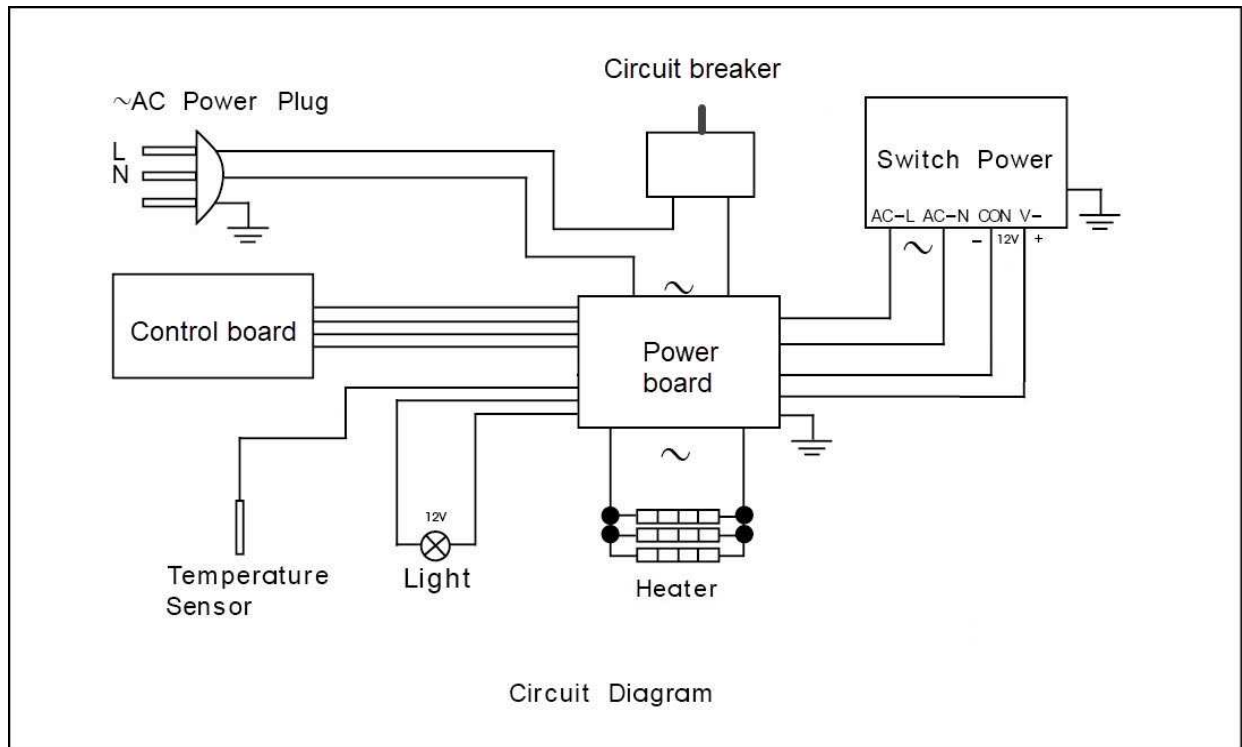 Circuit breaker
~AC Power Plug
L
N
Switch Power
AC-L AC-N CON V-
~ - 12V +
~
Control board
Power
board
~
12V
Temperature
Sensor
Light
Heater
Circuit Diagram